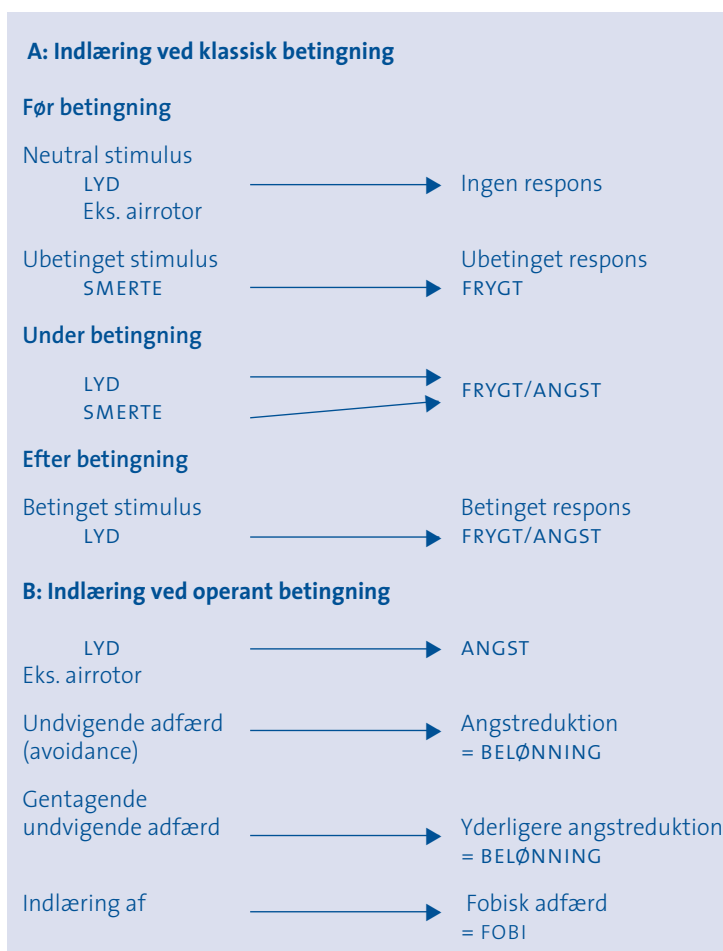 A: Indlæring ved klassisk betingning
Før betingning
Neutral stimulus
LYD Ingen respons
Eks. airrotor
Ubetinget stimulus Ubetinget respons
SMERTE FRYGT
Under betingning
LYD
FRYGT/ANGST
SMERTE
Efter betingning
Betinget stimulus Betinget respons
LYD FRYGT/ANGST
B: Indlæring ved operant betingning
LYD ANGST
Eks. airrotor
Undvigende adfærd Angstreduktion
(avoidance) = BELØNNING
Gentagende
undvigende adfærd Yderligere angstreduktion
= BELØNNING
Indlæring af Fobisk adfærd
= FOBI